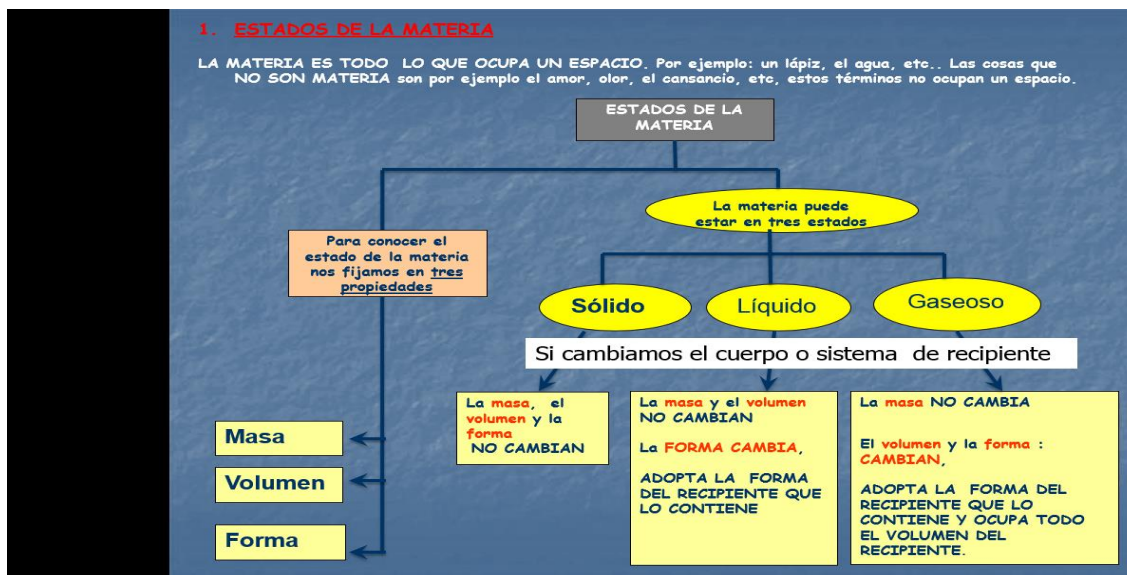 1. ESTADOS DE LA MATERIA
LA MATERIA ES TODO LO QUE OCUPA UN ESPACIO. Por ejemplo: un lápiz, el agua, etc.. Las cosas que
NO SON MATERIA son por ejemplo el amor, olor, el cansancio, etc, estos términos no ocupan un espacio.
ESTADOS DE LA
MATERIA
La materia puede
estar en tres estados
Para conocer el
estado de la materia
nos fijamos en tres
propiedades
Sólido
Líquido
Gaseoso
Si cambiamos el cuerpo o sistema de recipiente
La masa, el
volumen y la
forma
NO CAMBIAN
La masa y el volumen
NO CAMBIAN
La FORMA CAMBIA,
ADOPTA LA FORMA
DEL RECIPIENTE QUE
LO CONTIENE
La masa NO CAMBIA
El volumen y la forma :
CAMBIAN,
ADOPTA LA FORMA DEL
RECIPIENTE QUE LO
CONTIENE Y OCUPA TODO
EL VOLUMEN DEL
RECIPIENTE.
Masa
Volumen
Forma